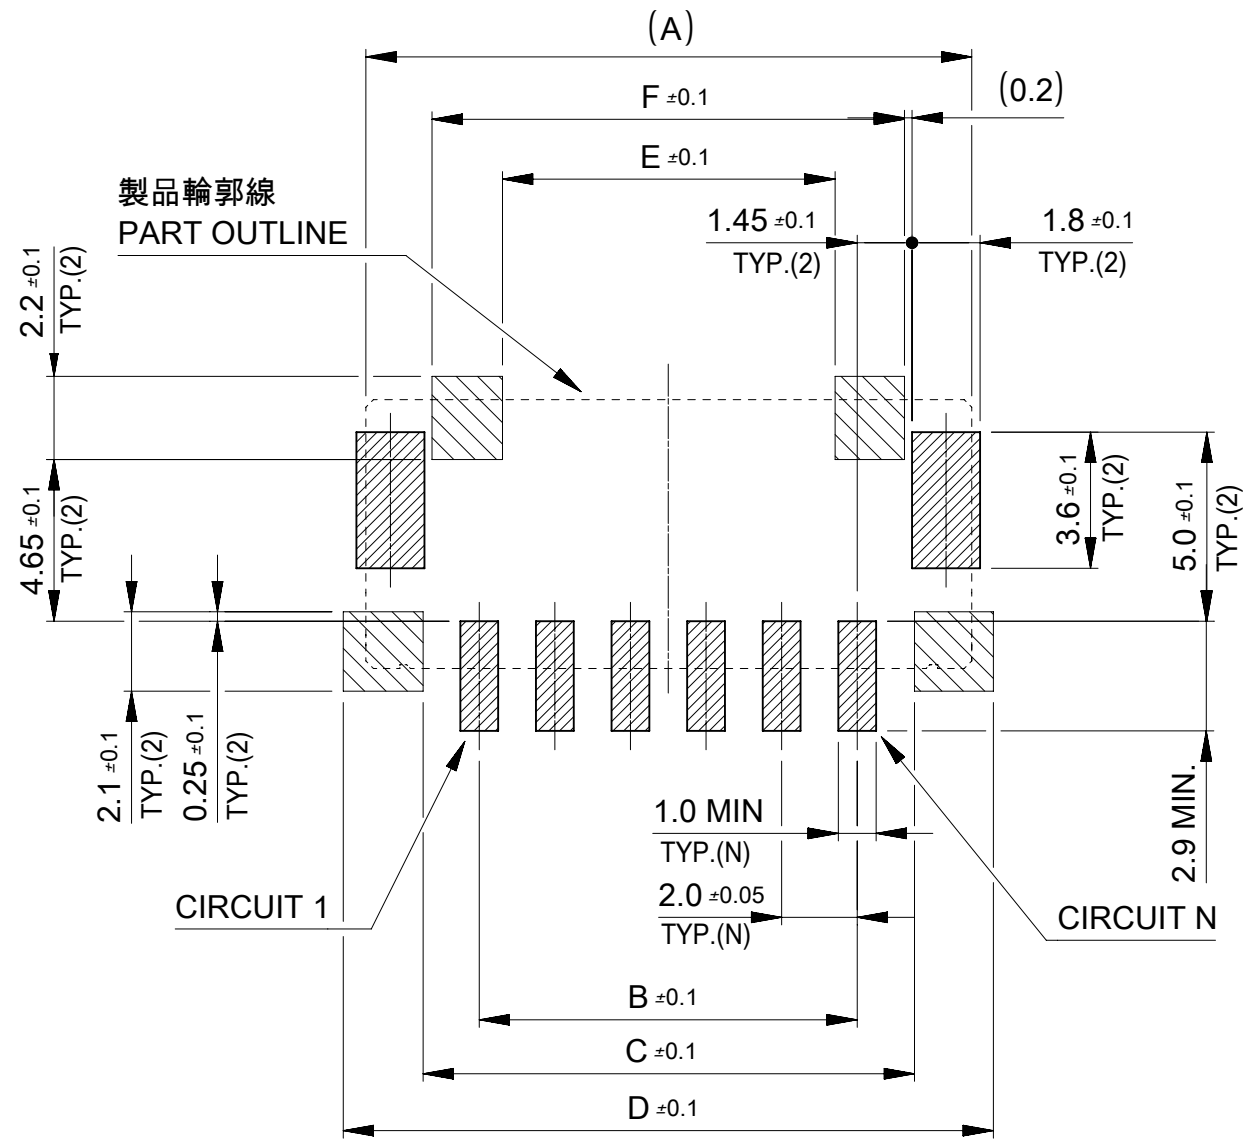 (A)
F ±0.1
(0.2)
E ±0.1
製品輪郭線
PART OUTLINE
1.45 ±0.1
TYP.(2)
1.8 ±0.1
TYP.(2)
2.2 ±0.1
TYP.(2)
4.65 ±0.1
TYP.(2)
3.6 ±0.1
TYP.(2)
5.0 ±0.1
TYP.(2)
2.1 ±0.1
TYP.(2)
0.25 ±0.1
TYP.(2)
1.0 MIN
TYP.(N)
2.9 MIN.
2.0 ±0.05
TYP.(N)
CIRCUIT 1
CIRCUIT N
B ±0.1
C ±0.1
D ±0.1